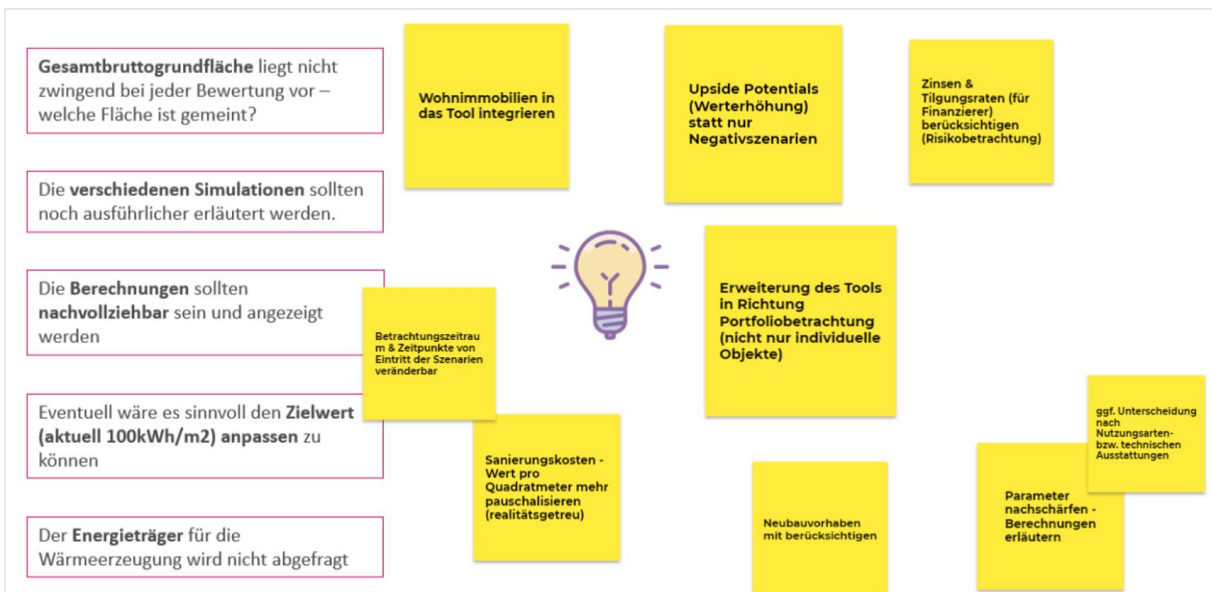 Gesamtbruttogrundfläche liegt nicht
zwingend bei jeder Bewertung vor –
welche Fläche ist gemeint?
Die verschiedenen Simulationen sollten
noch ausführlicher erläutert werden.
Die Berechnungen sollten
nachvollziehbar sein und angezeigt
werden
Eventuell wäre es sinnvoll den Zielwert
(aktuell 100kWh/m2) anpassen zu
können
Der Energieträger für die
Wärmeerzeugung wird nicht abgefragt
Wohnimmobilien in
das Tool integrieren
Upside Potentials
(Werterhöhung)
statt nur
Negativszenarien
Zinsen &
Tilgungsraten (für
Finanzierer)
berücksichtigen
(Risikobetrachtung)
Erweiterung des Tools
in Richtung
Portfoliobetrachtung
(nicht nur individuelle
Objekte)
Betrachtungszeitrau
m & Zeitpunkte von
Eintritt der Szenarien
veränderbar
Sanierungskosten -
Wert pro
Quadratmeter mehr
pauschalisieren
(realitätsgetreu)
Neubauvorhaben
mit berücksichtigen
ggf. Unterscheidung
nach
Nutzungsarten-
bzw. technischen
Ausstattungen
Parameter
nachschärfen -
Berechnungen
erläutern